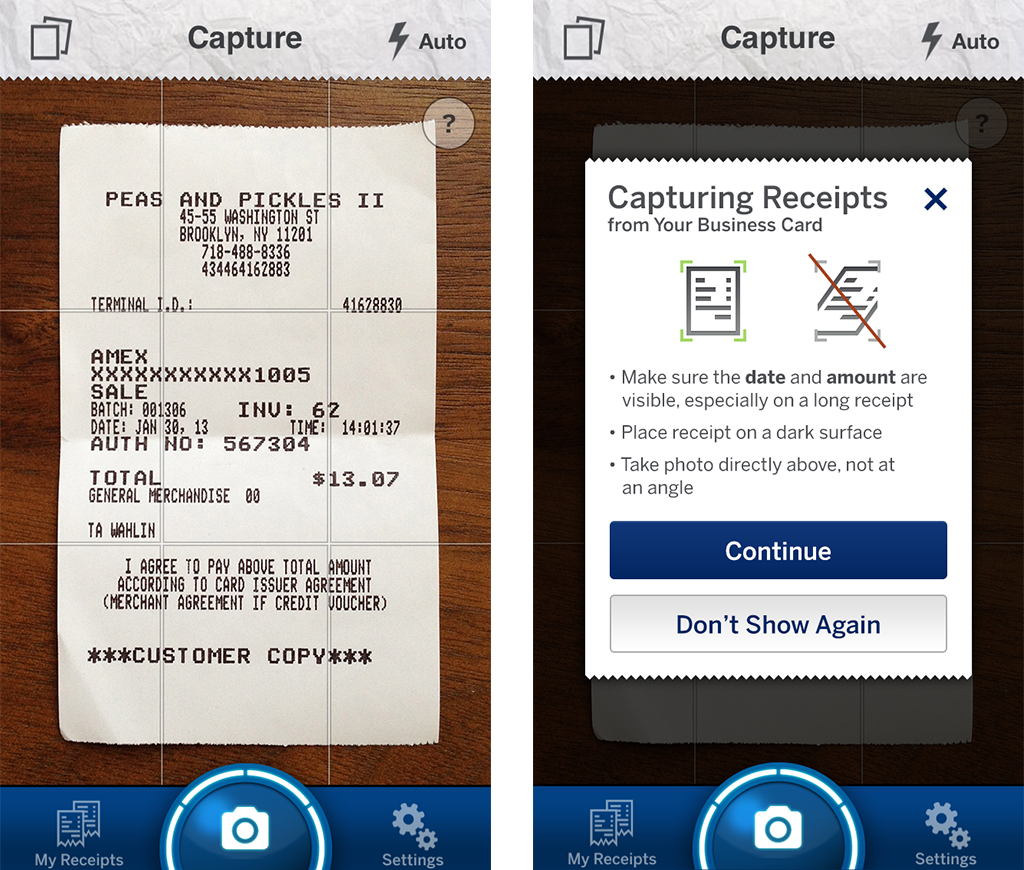 Capture
Auto
?
PEAS AND PICKLES II
45-55 WASHINGTON ST
BROOKLYN, NY 11201
718-488-8336
434464162883
TERMINAL I.D.: 41628830
AMEX
XXXXXXXXXXX1005
SALE
BATCH: 001306 INV: 62
DATE: JAN 30, 13 TIME: 14:01:37
AUTH NO: 567304
TOTAL $13.07
GENERAL MERCHANDISE 00
TA WAHLIN
I AGREE TO PAY ABOVE TOTAL AMOUNT
ACCORDING TO CARD ISSUER AGREEMENT
(MERCHANT AGREEMENT IF CREDIT VOUCHER)
***CUSTOMER COPY***
My Receipts
Settings
Capture
Auto
?
Capturing Receipts
from Your Business Card
• Make sure the date and amount are
visible, especially on a long receipt
• Place receipt on a dark surface
• Take photo directly above, not at
an angle
Continue
Don't Show Again
My Receipts
Settings